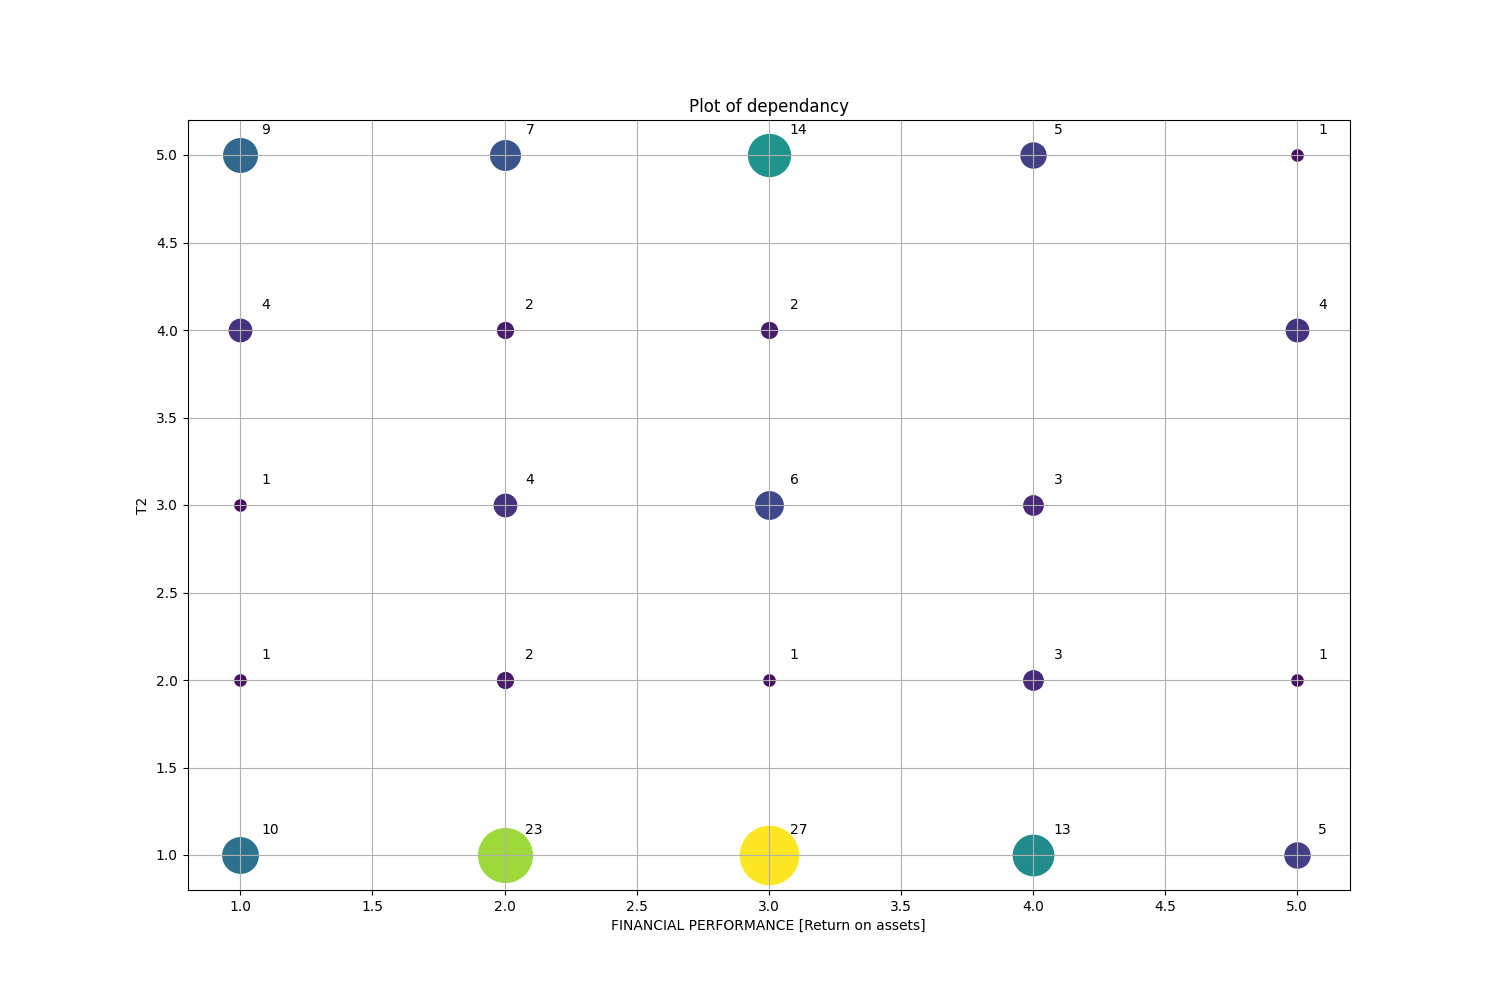 Plot of dependancy
9 7 14 5 1
5.0
4.5
4 2 2 4
4.0
3.5
1 4 6 3
3.0
T2
2.5
1 2 1 3 1
2.0
1.5
10 23 27 13 5
1.0
1.0 1.5 2.0 2.5 3.0 3.5 4.0 4.5 5.0
FINANCIAL PERFORMANCE [Return on assets]